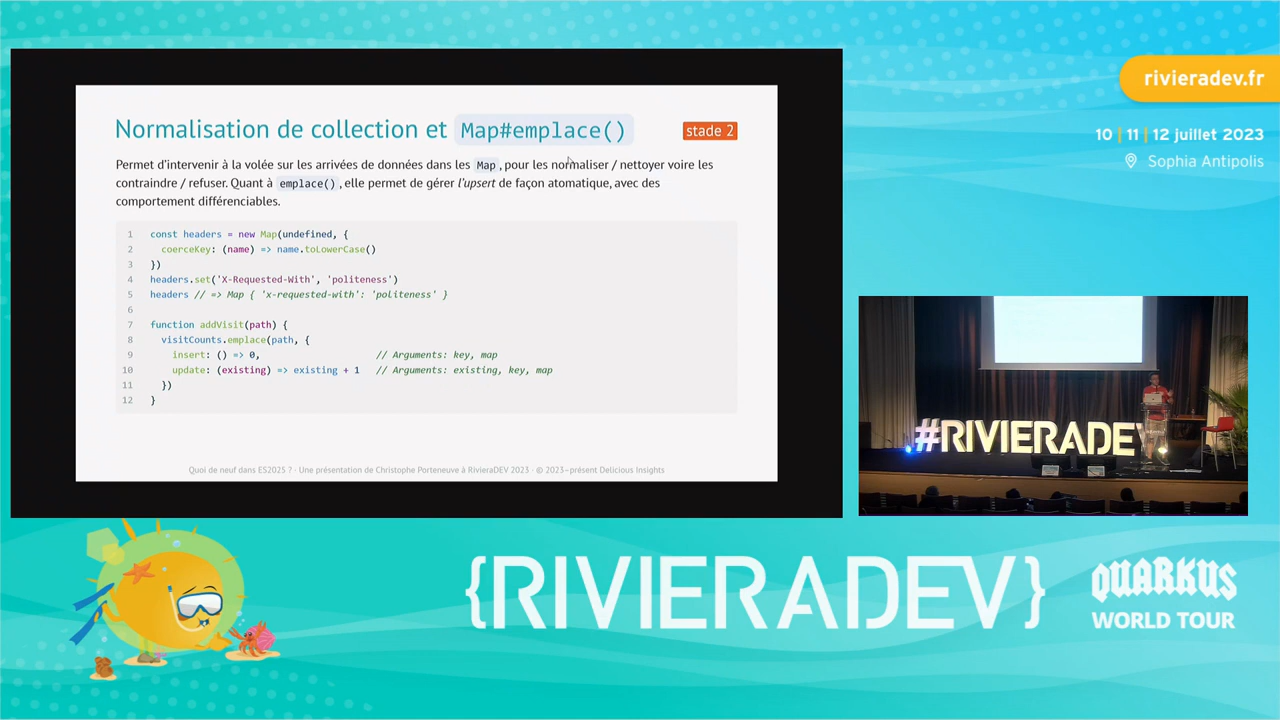 rivieradev.fr
10 | 11 | 12 juillet 2023
Sophia Antipolis
Normalisation de collection et Map#emplace()
stade 2
Permet d'intervenir à la volée sur les arrivées de données dans les Map, pour les normaliser / nettoyer voire les
contraindre / refuser. Quant à emplace(), elle permet de gérer l'upsert de façon atomatique, avec des
comportement différenciables.
1 const headers = new Map(undefined, {
2 coerceKey: (name) => name.toLowerCase()
3 })
4 headers.set('X-Requested-With', 'politeness')
5 headers // => Map { 'x-requested-with': 'politeness' }
6
7 function addVisit(path) {
8 visitCounts.emplace(path, {
9 insert: () => 0, // Arguments: key, map
10 update: (existing) => existing + 1 // Arguments: existing, key, map
11 })
12 }
Quoi de neuf dans ES2025 ? · Une présentation de Christophe Porteneuve à RivieraDEV 2023 · © 2023–présent Delicious Insights
#RIVIERADE
{RIVIERADEV}
QUARKUS
WORLD TOUR